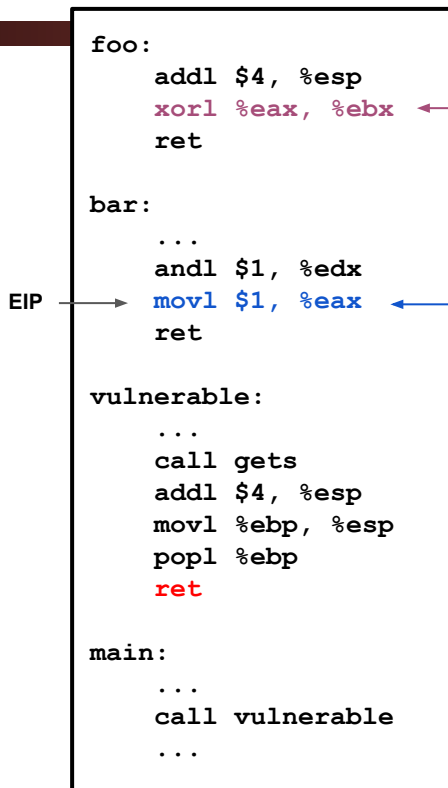 foo:
addl $4, %esp
xorl %eax, %ebx
ret
bar:
...
andl $1, %edx
EIP movl $1, %eax
ret
vulnerable:
...
call gets
addl $4, %esp
movl %ebp, %esp
popl %ebp
ret
main:
...
call vulnerable
...